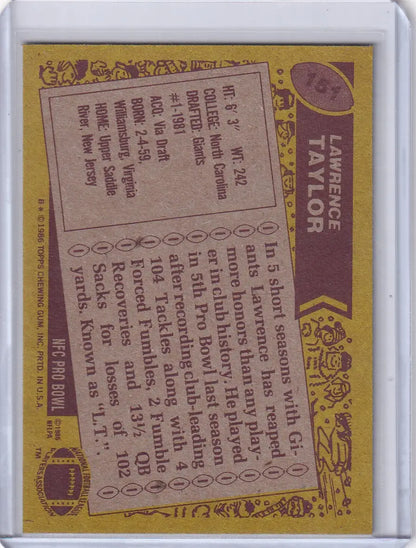 151
LAWRENCE
TAYLOR
HT: 6' 3" WT: 242
COLLEGE: North Carolina
DRAFTED: Giants
#1-1981
ACQ: Via Draft
BORN: 2-4-59,
Williamsburg, Virginia
HOME: Upper Saddle
River, New Jersey
In 5 short seasons with Gi-
ants Lawrence has reaped
more honors than any play-
er in club history. He played
in 5th Pro Bowl last season
after recording club-leading
104 Tackles along with 4
Forced Fumbles, 2 Fumble
Recoveries and 13½ QB
Sacks for losses of 102
yards. Known as "L.T."
NFC PRO BOWL
B * © 1986 TOPPS CHEWING GUM, INC. PRTD. IN U.S.A.
© 1986
NFLPA